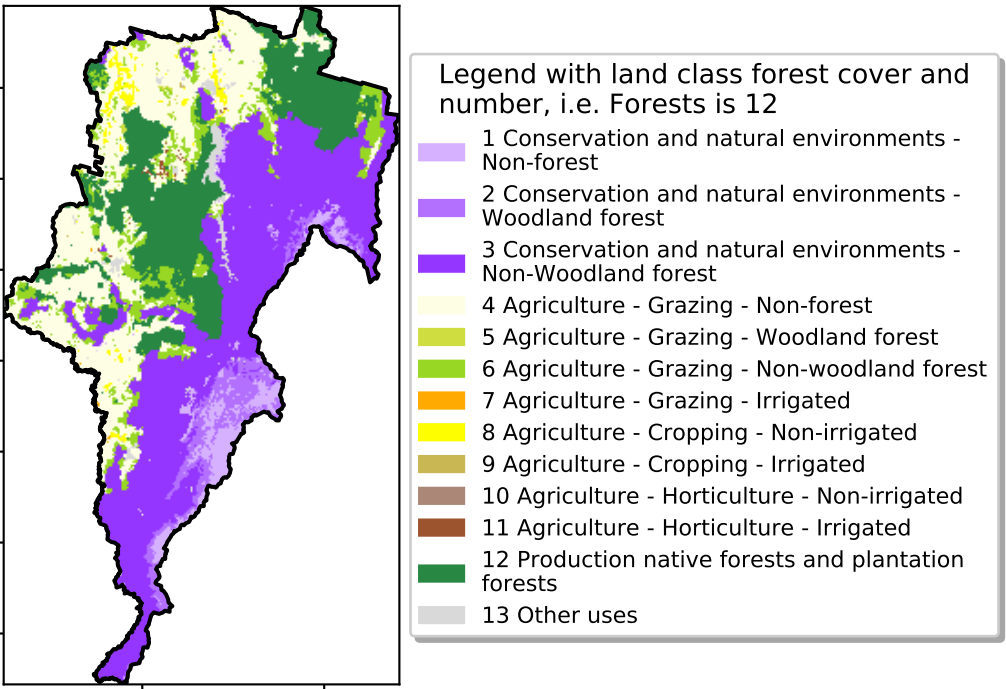 Legend with land class forest cover and
number, i.e. Forests is 12
1 Conservation and natural environments -
Non-forest
2 Conservation and natural environments -
Woodland forest
3 Conservation and natural environments -
Non-Woodland forest
4 Agriculture - Grazing - Non-forest
5 Agriculture - Grazing - Woodland forest
6 Agriculture - Grazing - Non-woodland forest
7 Agriculture - Grazing - Irrigated
8 Agriculture - Cropping - Non-irrigated
9 Agriculture - Cropping - Irrigated
10 Agriculture - Horticulture - Non-irrigated
11 Agriculture - Horticulture - Irrigated
12 Production native forests and plantation
forests
13 Other uses